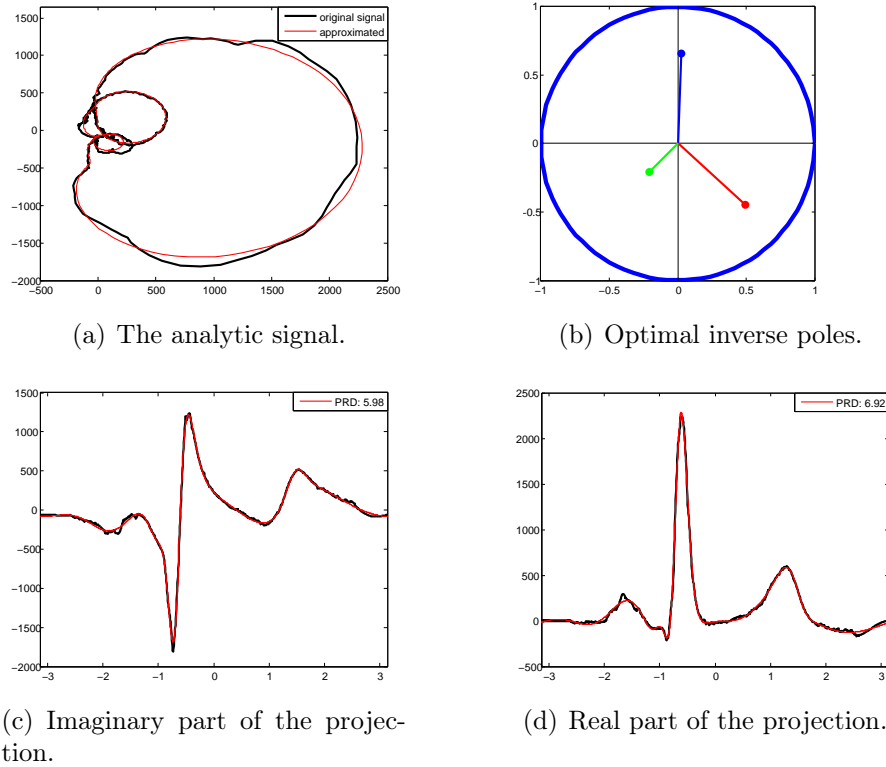 original signal
approximated
1500
1000
500
0
−500
−1000
−1500
−2000
−500 0 500 1000 1500 2000 2500
(a) The analytic signal.
1
0.5
0
−0.5
−1
−1 −0.5 0 0.5 1
(b) Optimal inverse poles.
PRD: 5.98
1500
1000
500
0
−500
−1000
−1500
−2000
−3 −2 −1 0 1 2 3
(c) Imaginary part of the projec-
tion.
PRD: 6.92
2500
2000
1500
1000
500
0
−500
−3 −2 −1 0 1 2 3
(d) Real part of the projection.